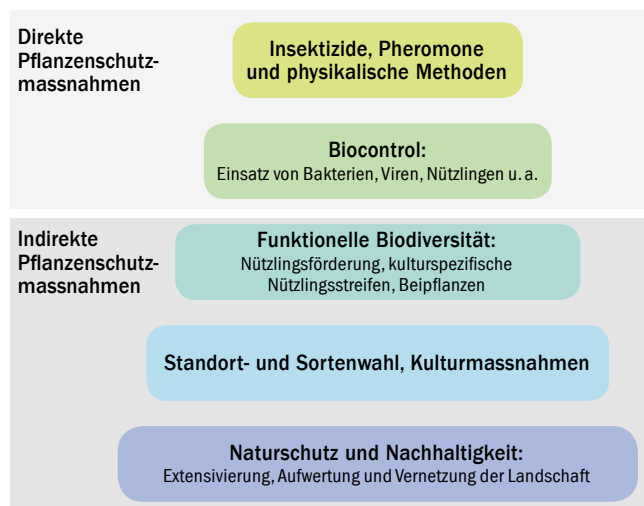 Direkte
Pflanzenschutz-
massnahmen
Insektizide, Pheromone
und physikalische Methoden
Biocontrol:
Einsatz von Bakterien, Viren, Nützlingen u. a.
Indirekte
Pflanzenschutz-
massnahmen
Funktionelle Biodiversität:
Nützlingsförderung, kulturspezifische
Nützlingsstreifen, Beipflanzen
Standort- und Sortenwahl, Kulturmassnahmen
Naturschutz und Nachhaltigkeit:
Extensivierung, Aufwertung und Vernetzung der Landschaft